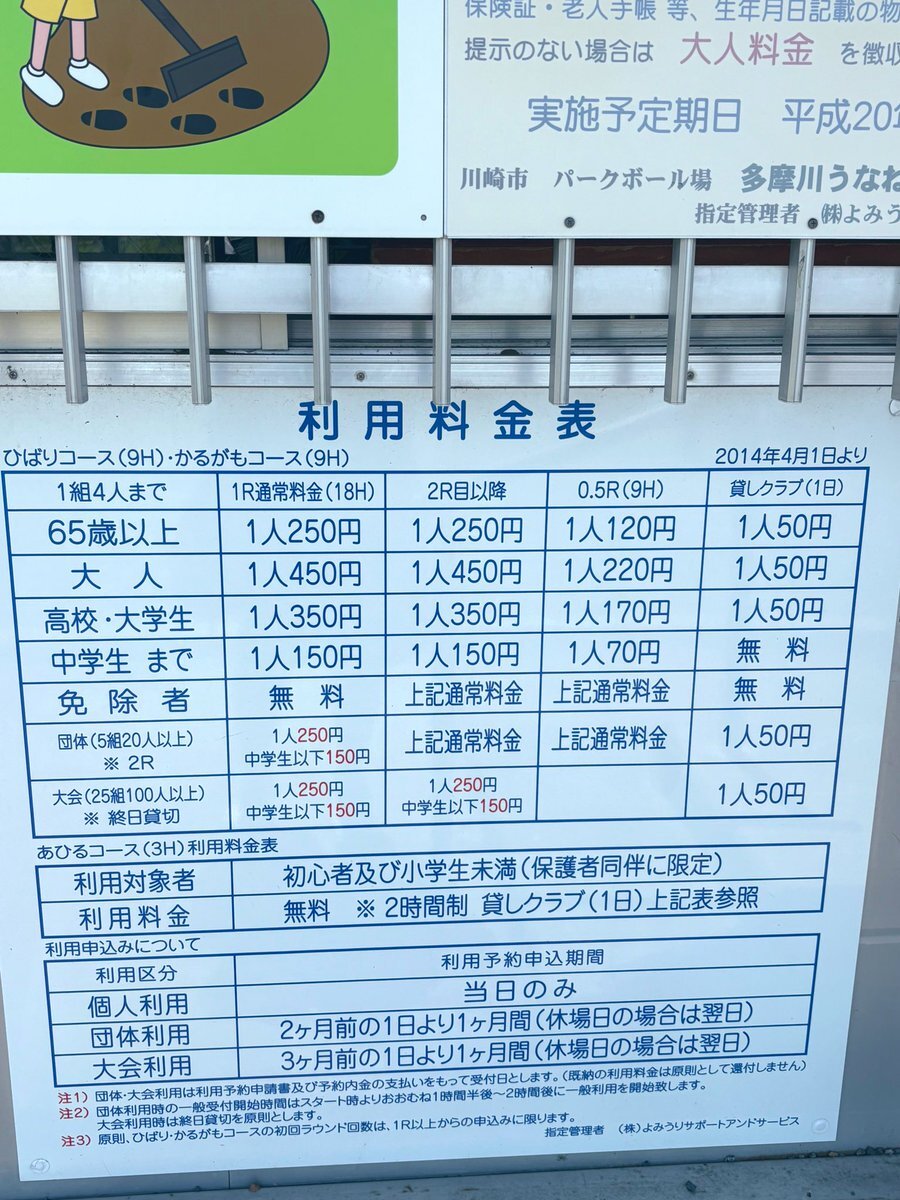 保険証・老人手帳 等、生年月日記載の物
提示のない場合は 大人料金 を徴収
実施予定期日 平成20年
川崎市 パークボール場 多摩川うなね
指定管理者 ㈱よみう
利用料金表
ひばりコース(9H)・かるがもコース(9H) 2014年4月1日より
1組4人まで 1R通常料金(18H) 2R目以降 0.5R(9H) 貸しクラブ(1日)
65歳以上 1人250円 1人250円 1人120円 1人50円
大人 1人450円 1人450円 1人220円 1人50円
高校・大学生 1人350円 1人350円 1人170円 1人50円
中学生 まで 1人150円 1人150円 1人70円 無料
免除者 無料 上記通常料金 上記通常料金 無料
団体(5組20人以上) ※ 2R 1人250円 中学生以下150円 上記通常料金 上記通常料金 1人50円
大会(25組100人以上) ※ 終日貸切 1人250円 中学生以下150円 1人250円 中学生以下150円 1人50円
あひるコース(3H)利用料金表
利用対象者 初心者及び小学生未満(保護者同伴に限定)
利用料金 無料 ※ 2時間制 貸しクラブ(1日)上記表参照
利用申込みについて
利用区分 利用予約申込期間
個人利用 当日のみ
団体利用 2ヶ月前の1日より1ヶ月間(休場日の場合は翌日)
大会利用 3ヶ月前の1日より1ヶ月間(休場日の場合は翌日)
注1) 団体・大会利用は利用予約申請書及び予約内金の支払いをもって受付日とします。(既納の利用料金は原則として還付しません)
注2) 団体利用時の一般受付開始時間はスタート時よりおおむね1時間半後~2時間後に一般利用を開始致します。
大会利用時は終日貸切を原則とします。
注3) 原則、ひばり・かるがもコースの初回ラウンド回数は、1R以上からの申込みに限ります。
指定管理者 (株)よみうりサポートアンドサービス